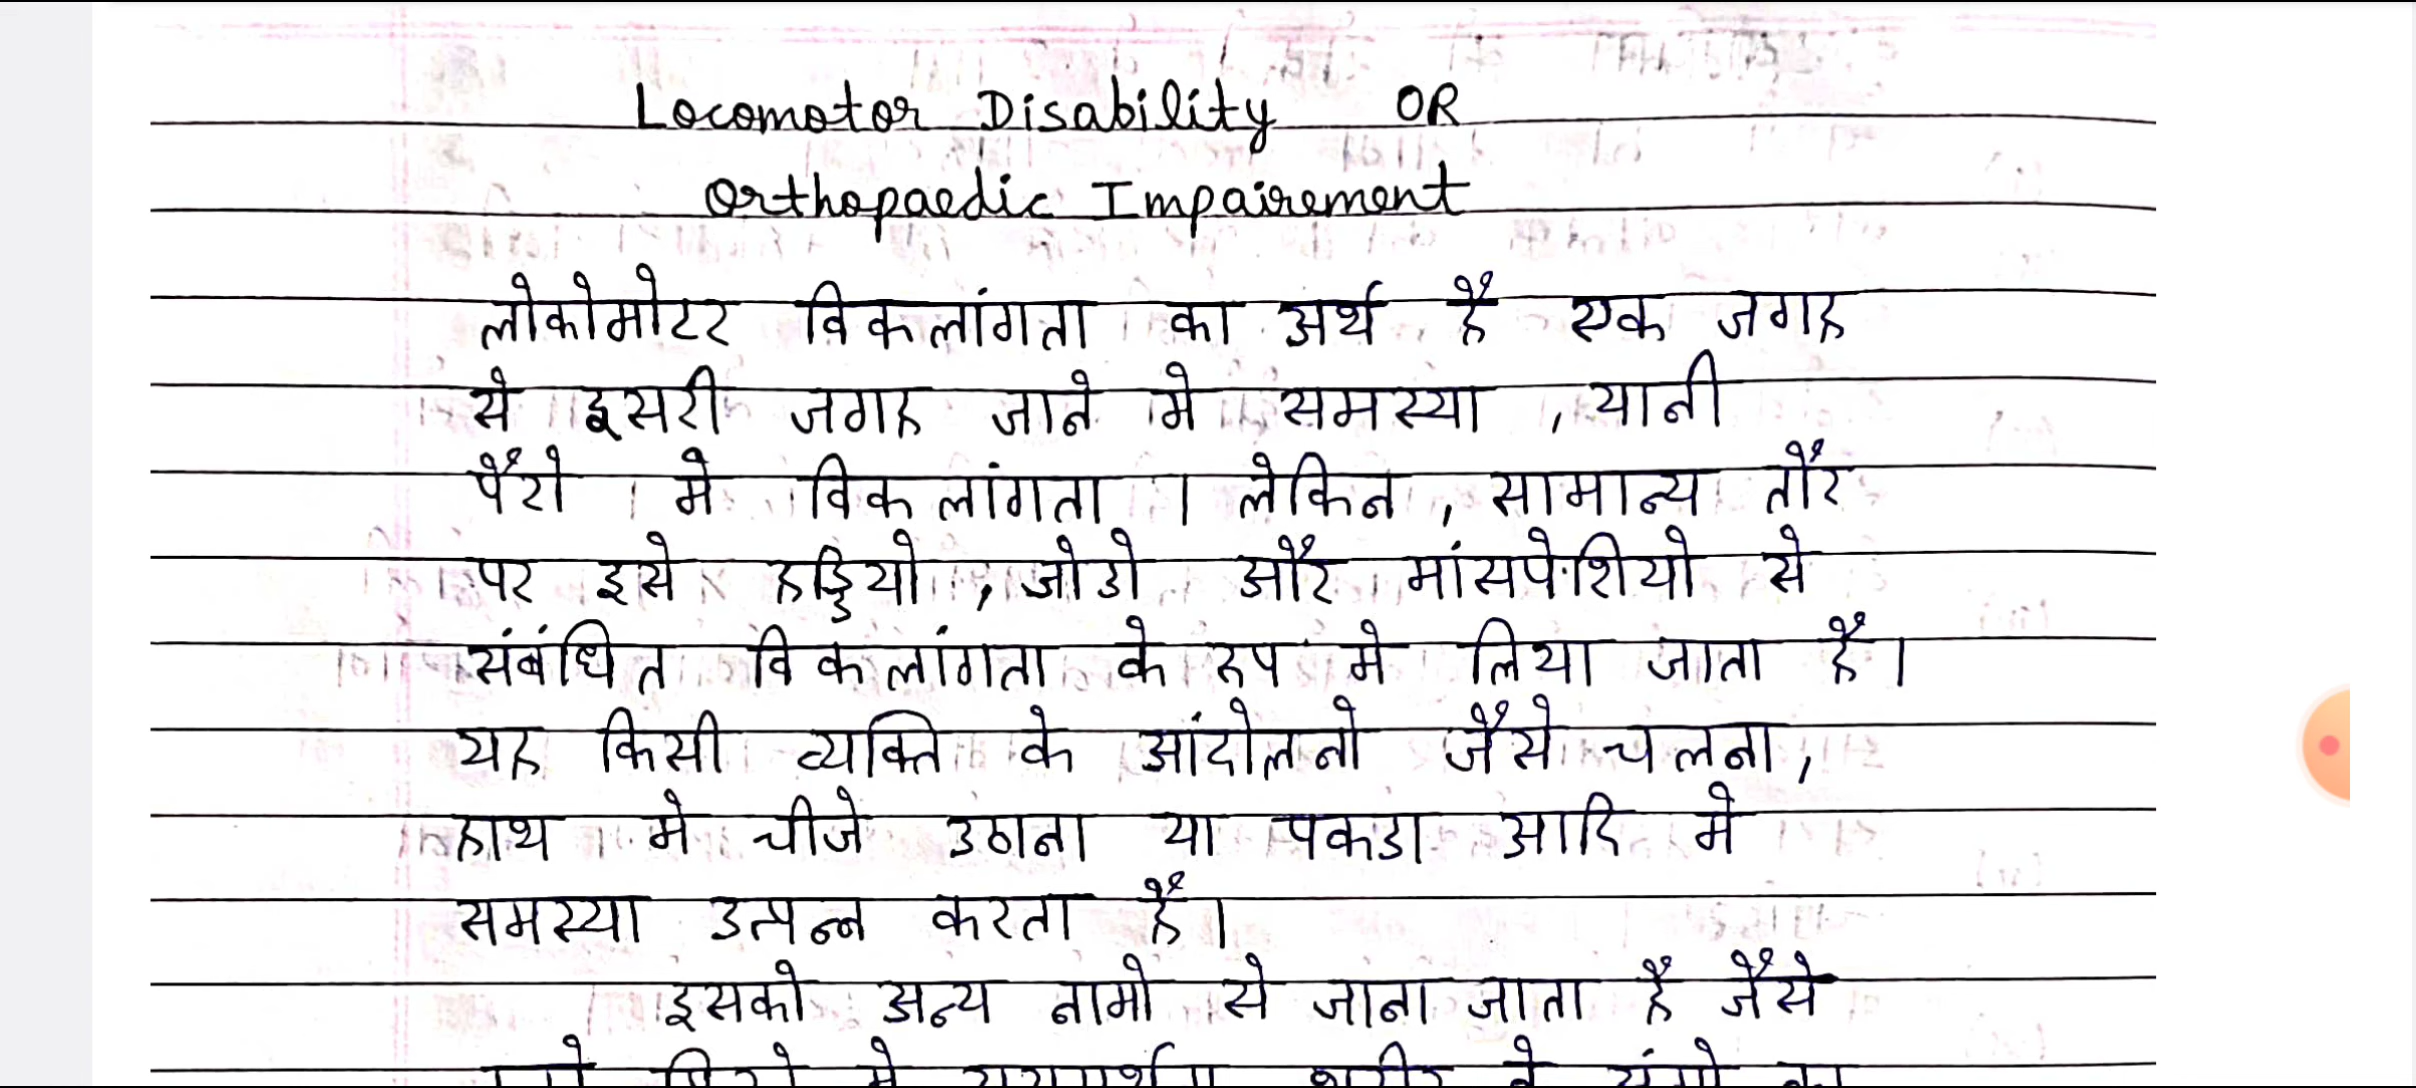 Locomotor Disability OR
Orthopaedic Impairement
लोकोमोटर विकलांगता का अर्थ है एक जगह
से इसरी जगह जाने मे समस्या , यानी
पैरो मे विकलांगता । लेकिन , सामान्य तौर
पर इसे हड्डियो , जोडो और मांसपेशियो से
संबंधित विकलांगता के रुप मे लिया जाता है ।
यह किसी व्यक्ति के आंदोलनो जैसे चलना ,
हाथ मे चीजे उठाना या पकडा आदि मे
समस्या उत्पन्न करता है ।
इसको अन्य नामो से जाना जाता है जैसे
मे